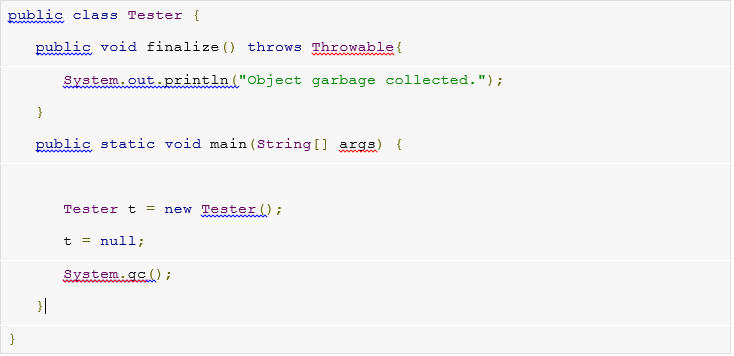 public class Tester {
public void finalize() throws Throwable{
System.out.println("Object garbage collected.");
}
public static void main(String[] args) {
Tester t = new Tester();
t = null;
System.gc();
}
}